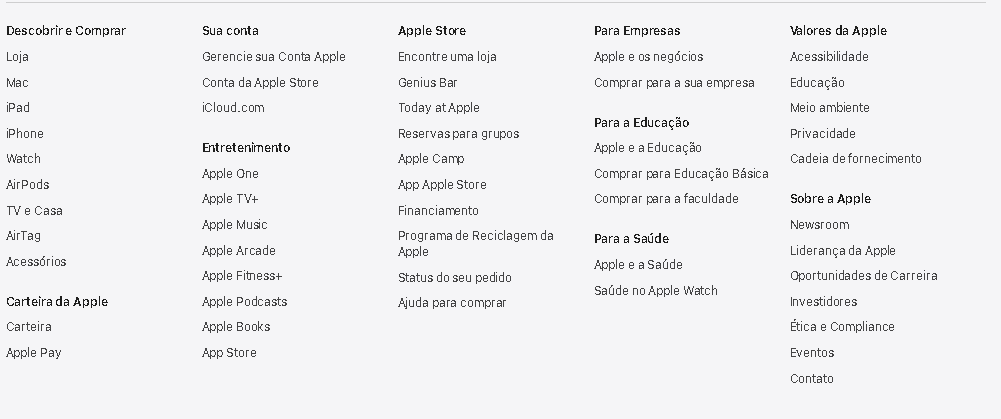 Descobrir e Comprar
Loja
Mac
iPad
iPhone
Watch
AirPods
TV e Casa
AirTag
Acessórios
Carteira da Apple
Carteira
Apple Pay
Sua conta
Gerencie sua Conta Apple
Conta da Apple Store
iCloud.com
Entretenimento
Apple One
Apple TV+
Apple Music
Apple Arcade
Apple Fitness+
Apple Podcasts
Apple Books
App Store
Apple Store
Encontre uma loja
Genius Bar
Today at Apple
Reservas para grupos
Apple Camp
App Apple Store
Financiamento
Programa de Reciclagem da
Apple
Status do seu pedido
Ajuda para comprar
Para Empresas
Apple e os negócios
Comprar para a sua empresa
Para a Educação
Apple e a Educação
Comprar para Educação Básica
Comprar para a faculdade
Para a Saúde
Apple e a Saúde
Saúde no Apple Watch
Valores da Apple
Acessibilidade
Educação
Meio ambiente
Privacidade
Cadeia de fornecimento
Sobre a Apple
Newsroom
Liderança da Apple
Oportunidades de Carreira
Investidores
Ética e Compliance
Eventos
Contato